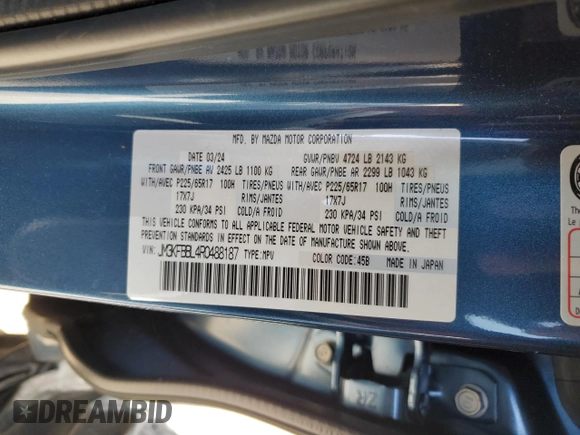 MFD. BY MAZDA MOTOR CORPORATION
DATE 03/24 GVWR/PNBV 4724 LB 2143 KG
FRONT GAWR/PNBE AV 2425 LB 1100 KG REAR GAWR/PNBE AR 2299 LB 1043 KG
WITH/AVEC P225/65R17 100H TIRES/PNEUS WITH/AVEC P225/65R17 100H TIRES/PNEUS
17X7J RIMS/JANTES 17X7J RIMS/JANTES
230 KPA/34 PSI COLD/A FROID 230 KPA/34 PSI COLD/A FROID
THIS VEHICLE CONFORMS TO ALL APPLICABLE FEDERAL MOTOR VEHICLE SAFETY AND THEFT
PREVENTION STANDARDS IN EFFECT ON THE DATE OF MANUFACTURE SHOWN ABOVE.
VIN: JM3KFBBL4R0488187 TYPE:MPV COLOR CODE:45B MADE IN JAPAN
ZR
DREAMBID